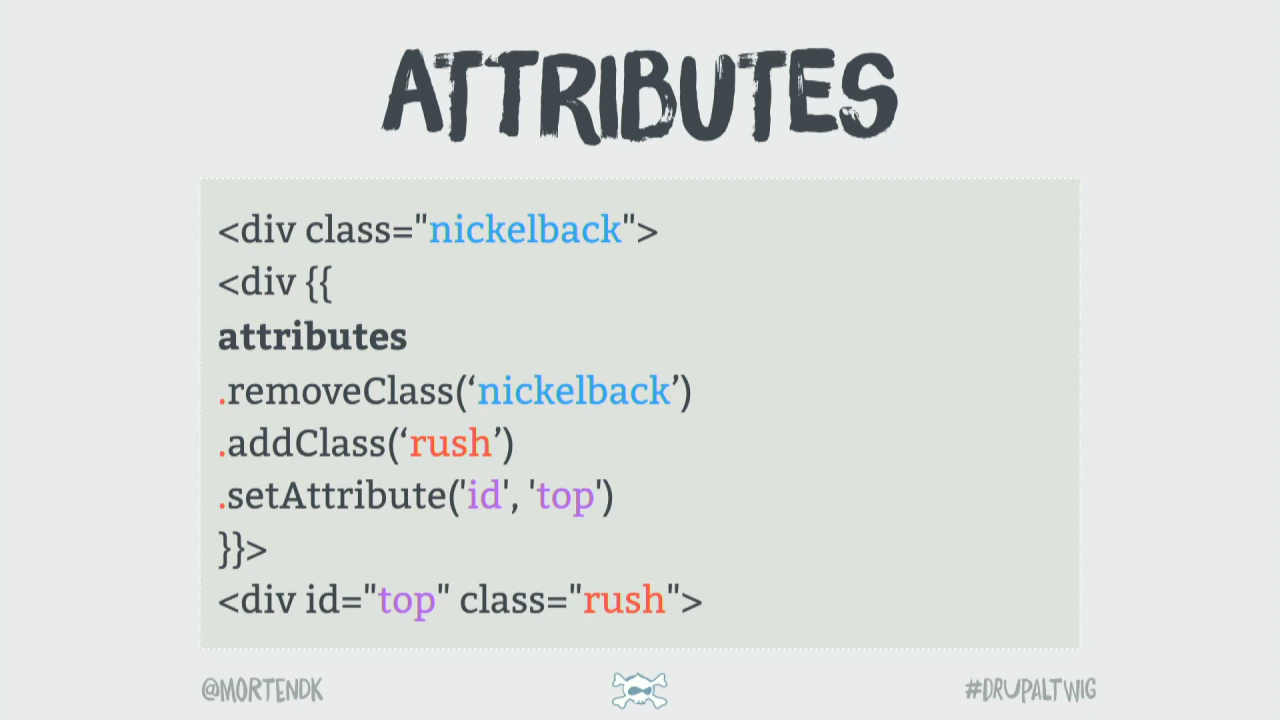 ATTRIBUTES
<div class="nickelback">
<div {{
attributes
.removeClass(‘nickelback’)
.addClass(‘rush’)
.setAttribute('id', 'top')
}}>
<div id="top" class="rush">
@MORTENDK
#DRUPALTWIG